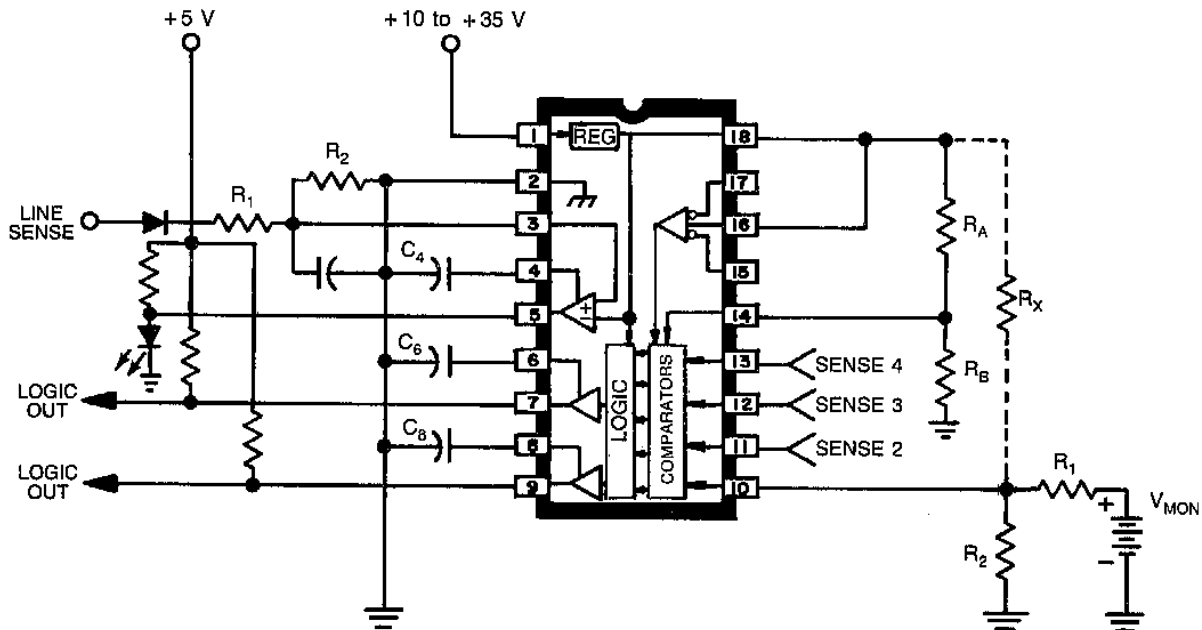 +5 V
+10 to +35 V
1
REG
18
R2
2
17
R1
LINE
SENSE
3
16
RA
C4
4
15
RX
+
−
5
14
C6
6
13
SENSE 4
RB
LOGIC
OUT
7
LOGIC
COMPARATORS
12
SENSE 3
C8
8
11
SENSE 2
LOGIC
OUT
9
10
R1
+
VMON
−
R2